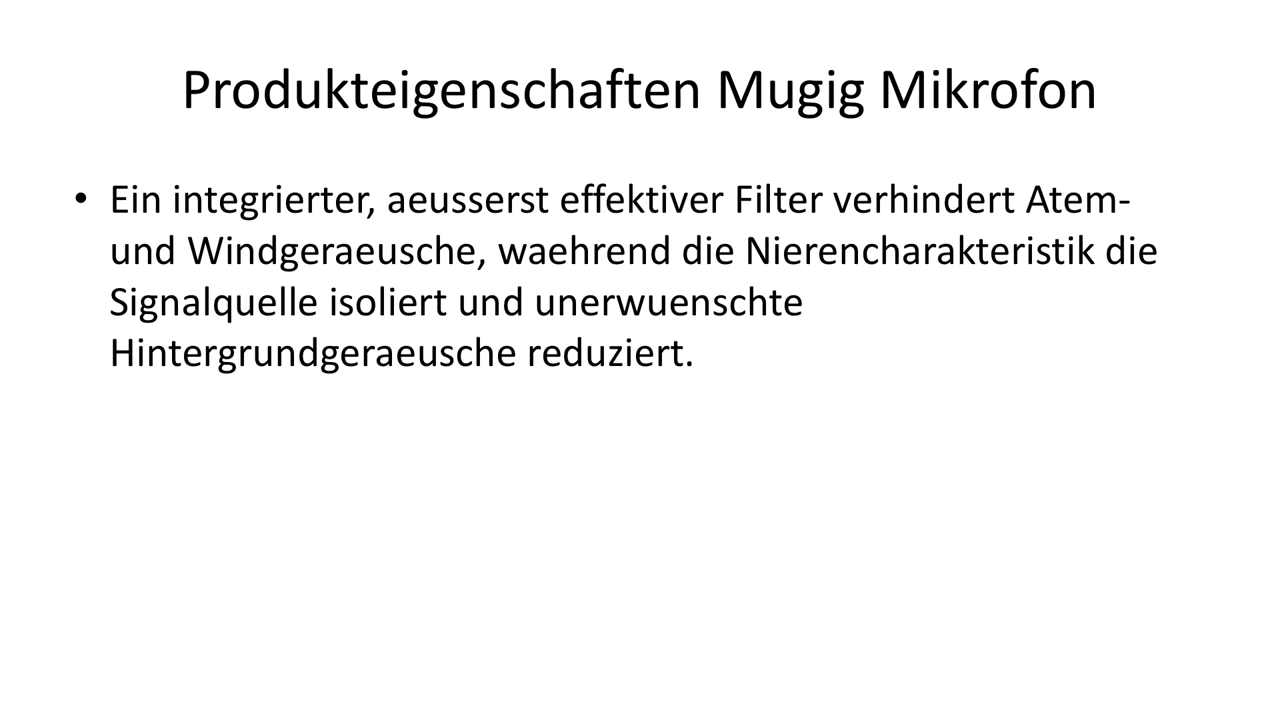 Produkteigenschaften Mugig Mikrofon
• Ein integrierter, aeusserst effektiver Filter verhindert Atem-
und Windgeraeusche, waehrend die Nierencharakteristik die
Signalquelle isoliert und unerwuenschte
Hintergrundgeraeusche reduziert.